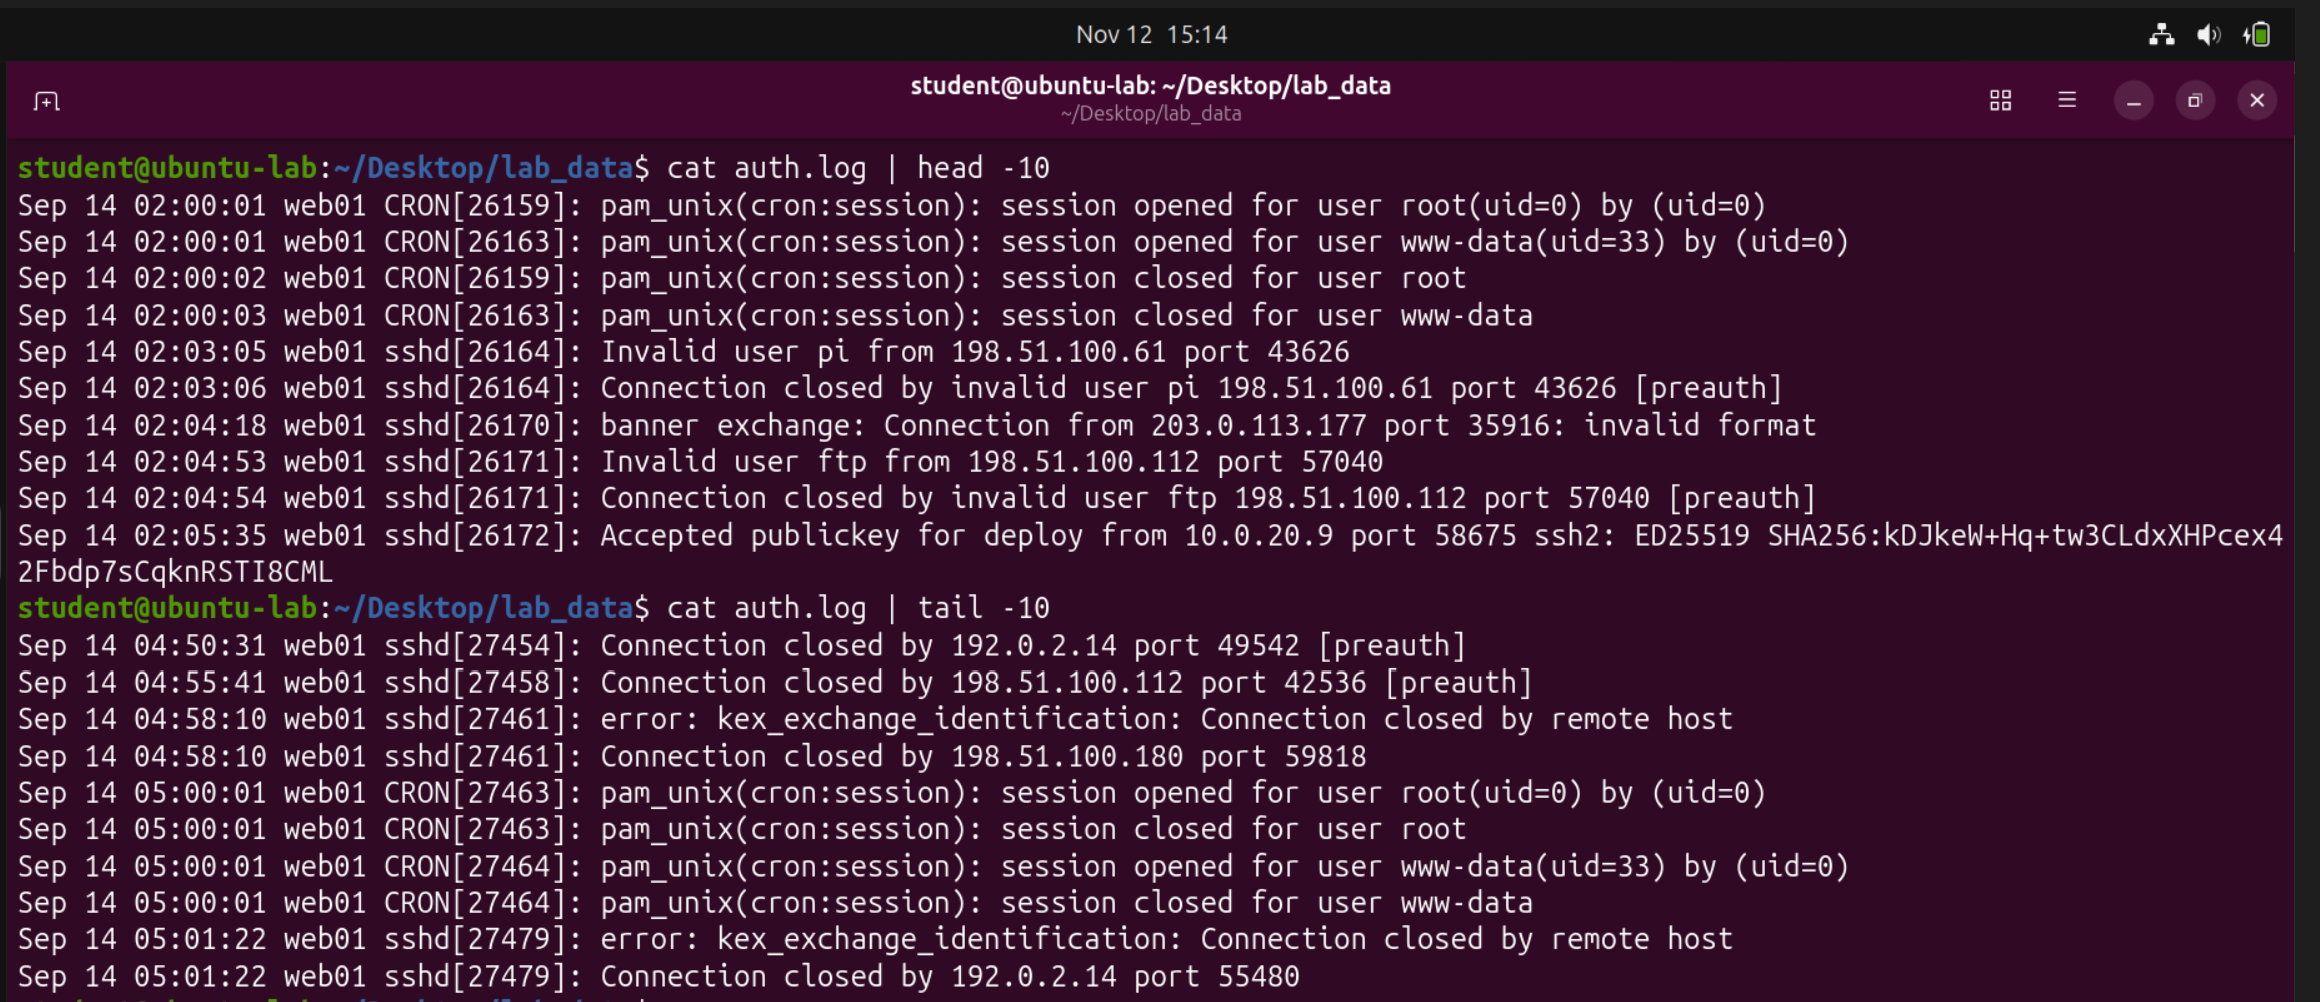 Nov 12 15:14
student@ubuntu-lab: ~/Desktop/lab_data
~/Desktop/lab_data
student@ubuntu-lab:~/Desktop/lab_data$ cat auth.log | head -10
Sep 14 02:00:01 web01 CRON[26159]: pam_unix(cron:session): session opened for user root(uid=0) by (uid=0)
Sep 14 02:00:01 web01 CRON[26163]: pam_unix(cron:session): session opened for user www-data(uid=33) by (uid=0)
Sep 14 02:00:02 web01 CRON[26159]: pam_unix(cron:session): session closed for user root
Sep 14 02:00:03 web01 CRON[26163]: pam_unix(cron:session): session closed for user www-data
Sep 14 02:03:05 web01 sshd[26164]: Invalid user pi from 198.51.100.61 port 43626
Sep 14 02:03:06 web01 sshd[26164]: Connection closed by invalid user pi 198.51.100.61 port 43626 [preauth]
Sep 14 02:04:18 web01 sshd[26170]: banner exchange: Connection from 203.0.113.177 port 35916: invalid format
Sep 14 02:04:53 web01 sshd[26171]: Invalid user ftp from 198.51.100.112 port 57040
Sep 14 02:04:54 web01 sshd[26171]: Connection closed by invalid user ftp 198.51.100.112 port 57040 [preauth]
Sep 14 02:05:35 web01 sshd[26172]: Accepted publickey for deploy from 10.0.20.9 port 58675 ssh2: ED25519 SHA256:kDJkeW+Hq+tw3CLdxXHPcex4
2Fbdp7sCqknRSTI8CML
student@ubuntu-lab:~/Desktop/lab_data$ cat auth.log | tail -10
Sep 14 04:50:31 web01 sshd[27454]: Connection closed by 192.0.2.14 port 49542 [preauth]
Sep 14 04:55:41 web01 sshd[27458]: Connection closed by 198.51.100.112 port 42536 [preauth]
Sep 14 04:58:10 web01 sshd[27461]: error: kex_exchange_identification: Connection closed by remote host
Sep 14 04:58:10 web01 sshd[27461]: Connection closed by 198.51.100.180 port 59818
Sep 14 05:00:01 web01 CRON[27463]: pam_unix(cron:session): session opened for user root(uid=0) by (uid=0)
Sep 14 05:00:01 web01 CRON[27463]: pam_unix(cron:session): session closed for user root
Sep 14 05:00:01 web01 CRON[27464]: pam_unix(cron:session): session opened for user www-data(uid=33) by (uid=0)
Sep 14 05:00:01 web01 CRON[27464]: pam_unix(cron:session): session closed for user www-data
Sep 14 05:01:22 web01 sshd[27479]: error: kex_exchange_identification: Connection closed by remote host
Sep 14 05:01:22 web01 sshd[27479]: Connection closed by 192.0.2.14 port 55480